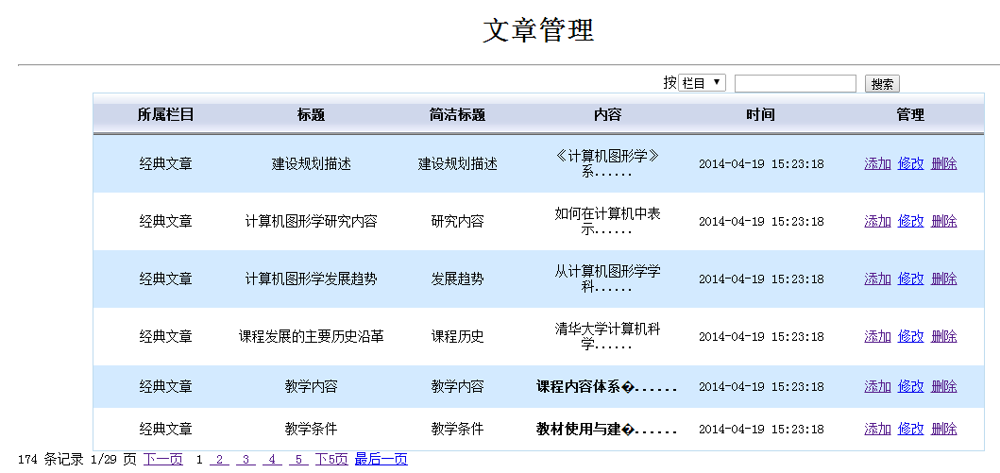 文章管理
按 栏目 ▼ 搜索
所属栏目 标题 简洁标题 内容 时间 管理
经典文章 建设规划描述 建设规划描述 《计算机图形学》系...... 2014-04-19 15:23:18 添加 修改 删除
经典文章 计算机图形学研究内容 研究内容 如何在计算机中表示...... 2014-04-19 15:23:18 添加 修改 删除
经典文章 计算机图形学发展趋势 发展趋势 从计算机图形学学科...... 2014-04-19 15:23:18 添加 修改 删除
经典文章 课程发展的主要历史沿革 课程历史 清华大学计算机科学...... 2014-04-19 15:23:18 添加 修改 删除
经典文章 教学内容 教学内容 课程内容体系�...... 2014-04-19 15:23:18 添加 修改 删除
经典文章 教学条件 教学条件 教材使用与建�...... 2014-04-19 15:23:18 添加 修改 删除
174 条记录 1/29 页 下一页 1 2 3 4 5 下5页 最后一页